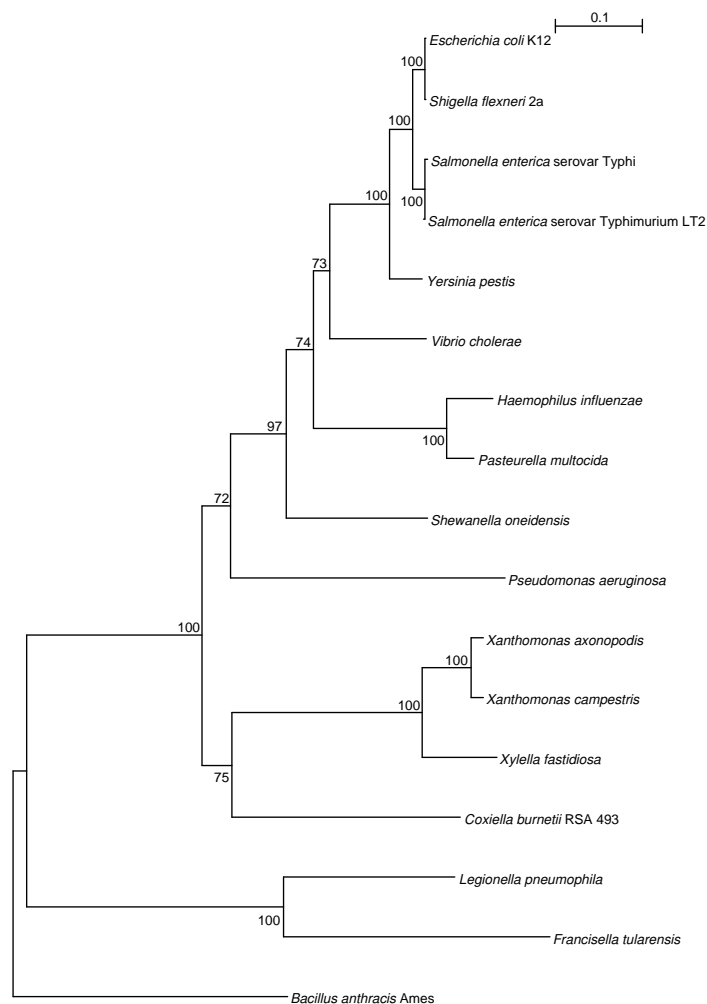 0.1
Escherichia coli K12
100
Shigella flexneri 2a
100
Salmonella enterica serovar Typhi
100
100
Salmonella enterica serovar Typhimurium LT2
73
Yersinia pestis
74
Vibrio cholerae
Haemophilus influenzae
97
100
Pasteurella multocida
72
Shewanella oneidensis
Pseudomonas aeruginosa
100
Xanthomonas axonopodis
100
Xanthomonas campestris
100
Xylella fastidiosa
75
Coxiella burnetii RSA 493
Legionella pneumophila
100
Francisella tularensis
Bacillus anthracis Ames